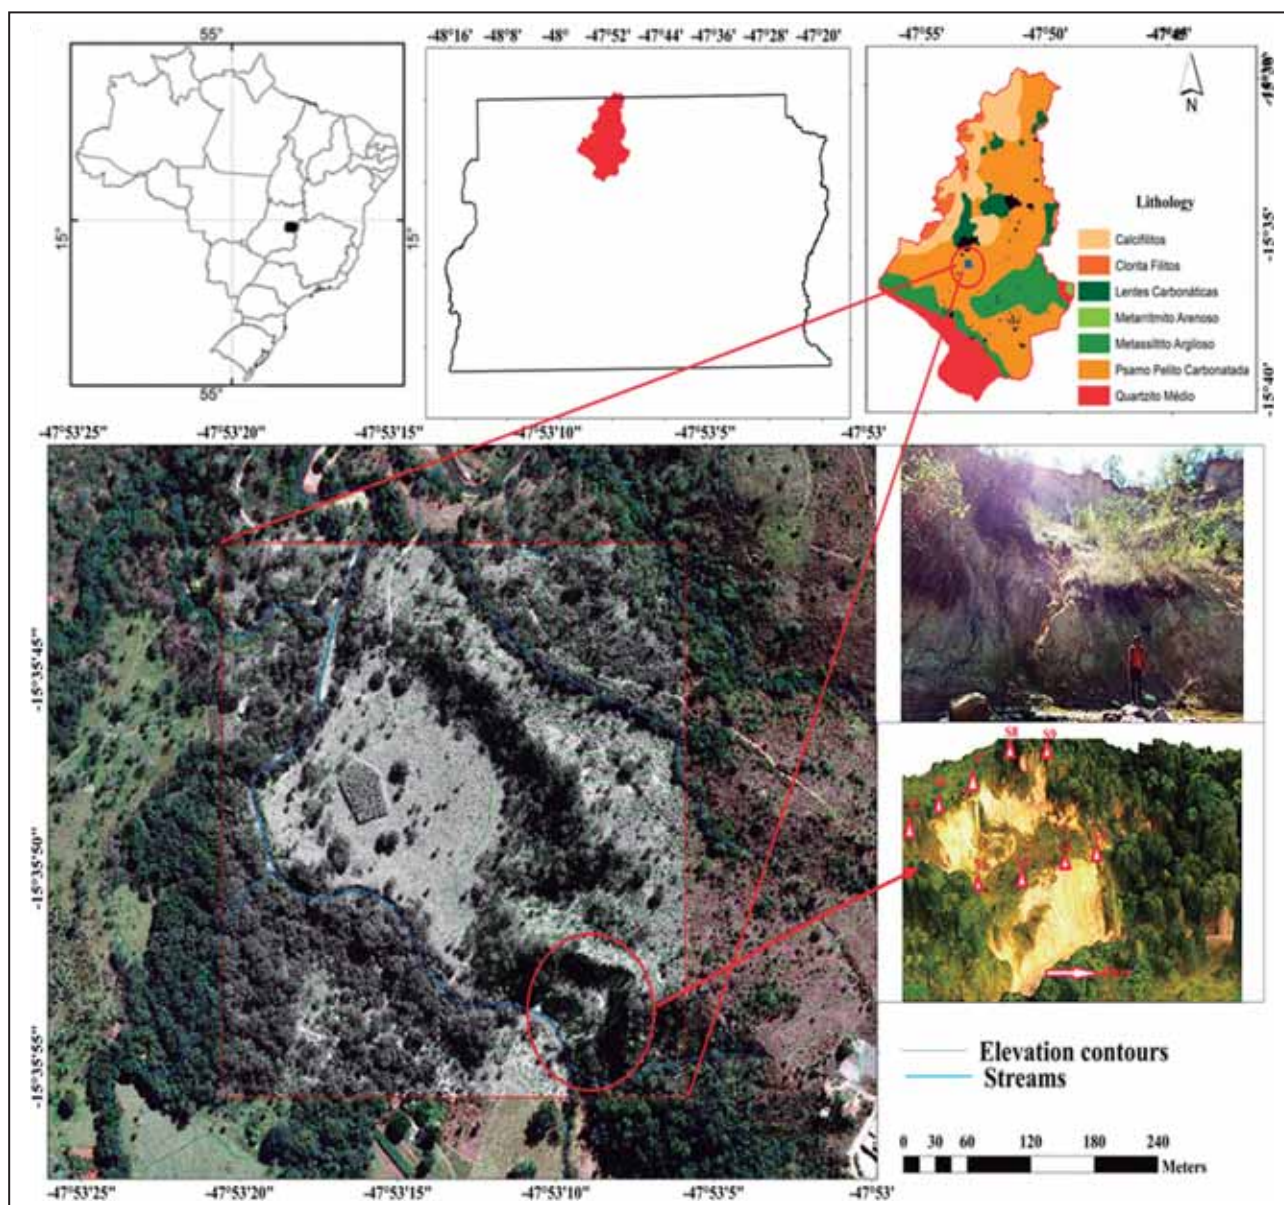 55°
15°
15°
55°
-48°16' -48°8' -48° -47°52' -47°44' -47°36' -47°28' -47°20'
-47°55' -47°50'
N
-15°35'
-15°40'
Lithology
Calcifilitos
Clorita Filitos
Lentes Carbonáticas
Metarritmito Arenoso
Metassiltito Argiloso
Psamo Pelito Carbonatada
Quartzito Médio
-47°53'25" -47°53'20" -47°53'15" -47°53'10" -47°53'5" -47°53'
-15°35'45"
-15°35'50"
-15°35'55"
S8 S9
Elevation contours
Streams
0 30 60 120 180 240
Meters
-47°53'25" -47°53'20" -47°53'15" -47°53'10" -47°53'5" -47°53'